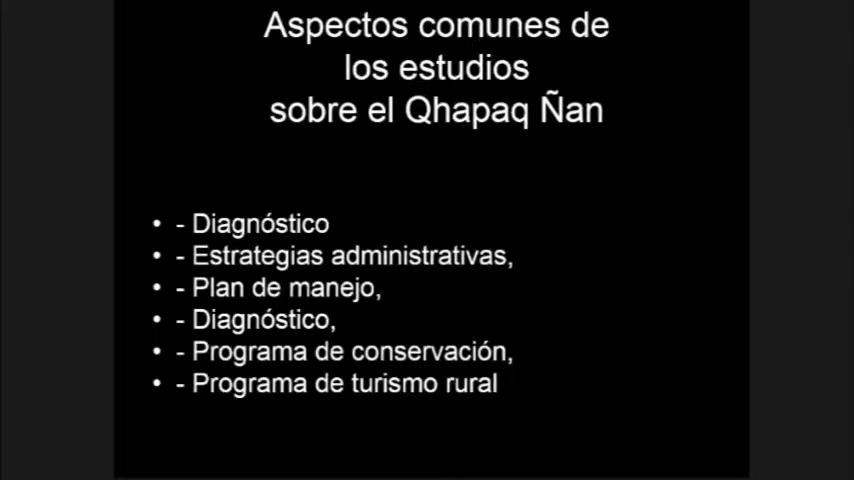 Aspectos comunes de
los estudios
sobre el Qhapaq Ñan
• - Diagnóstico
• - Estrategias administrativas,
• - Plan de manejo,
• - Diagnóstico,
• - Programa de conservación,
• - Programa de turismo rural